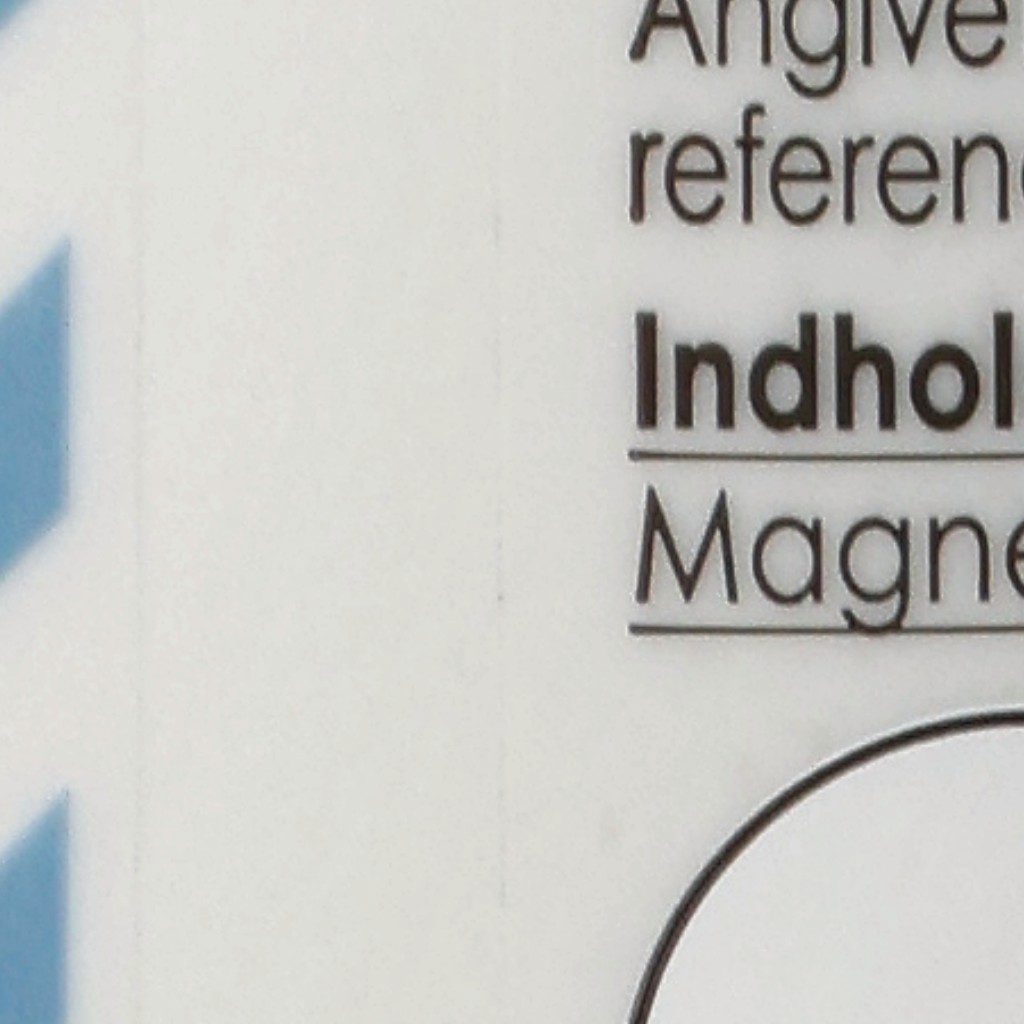 Angive
referenc
Indhol
Magne